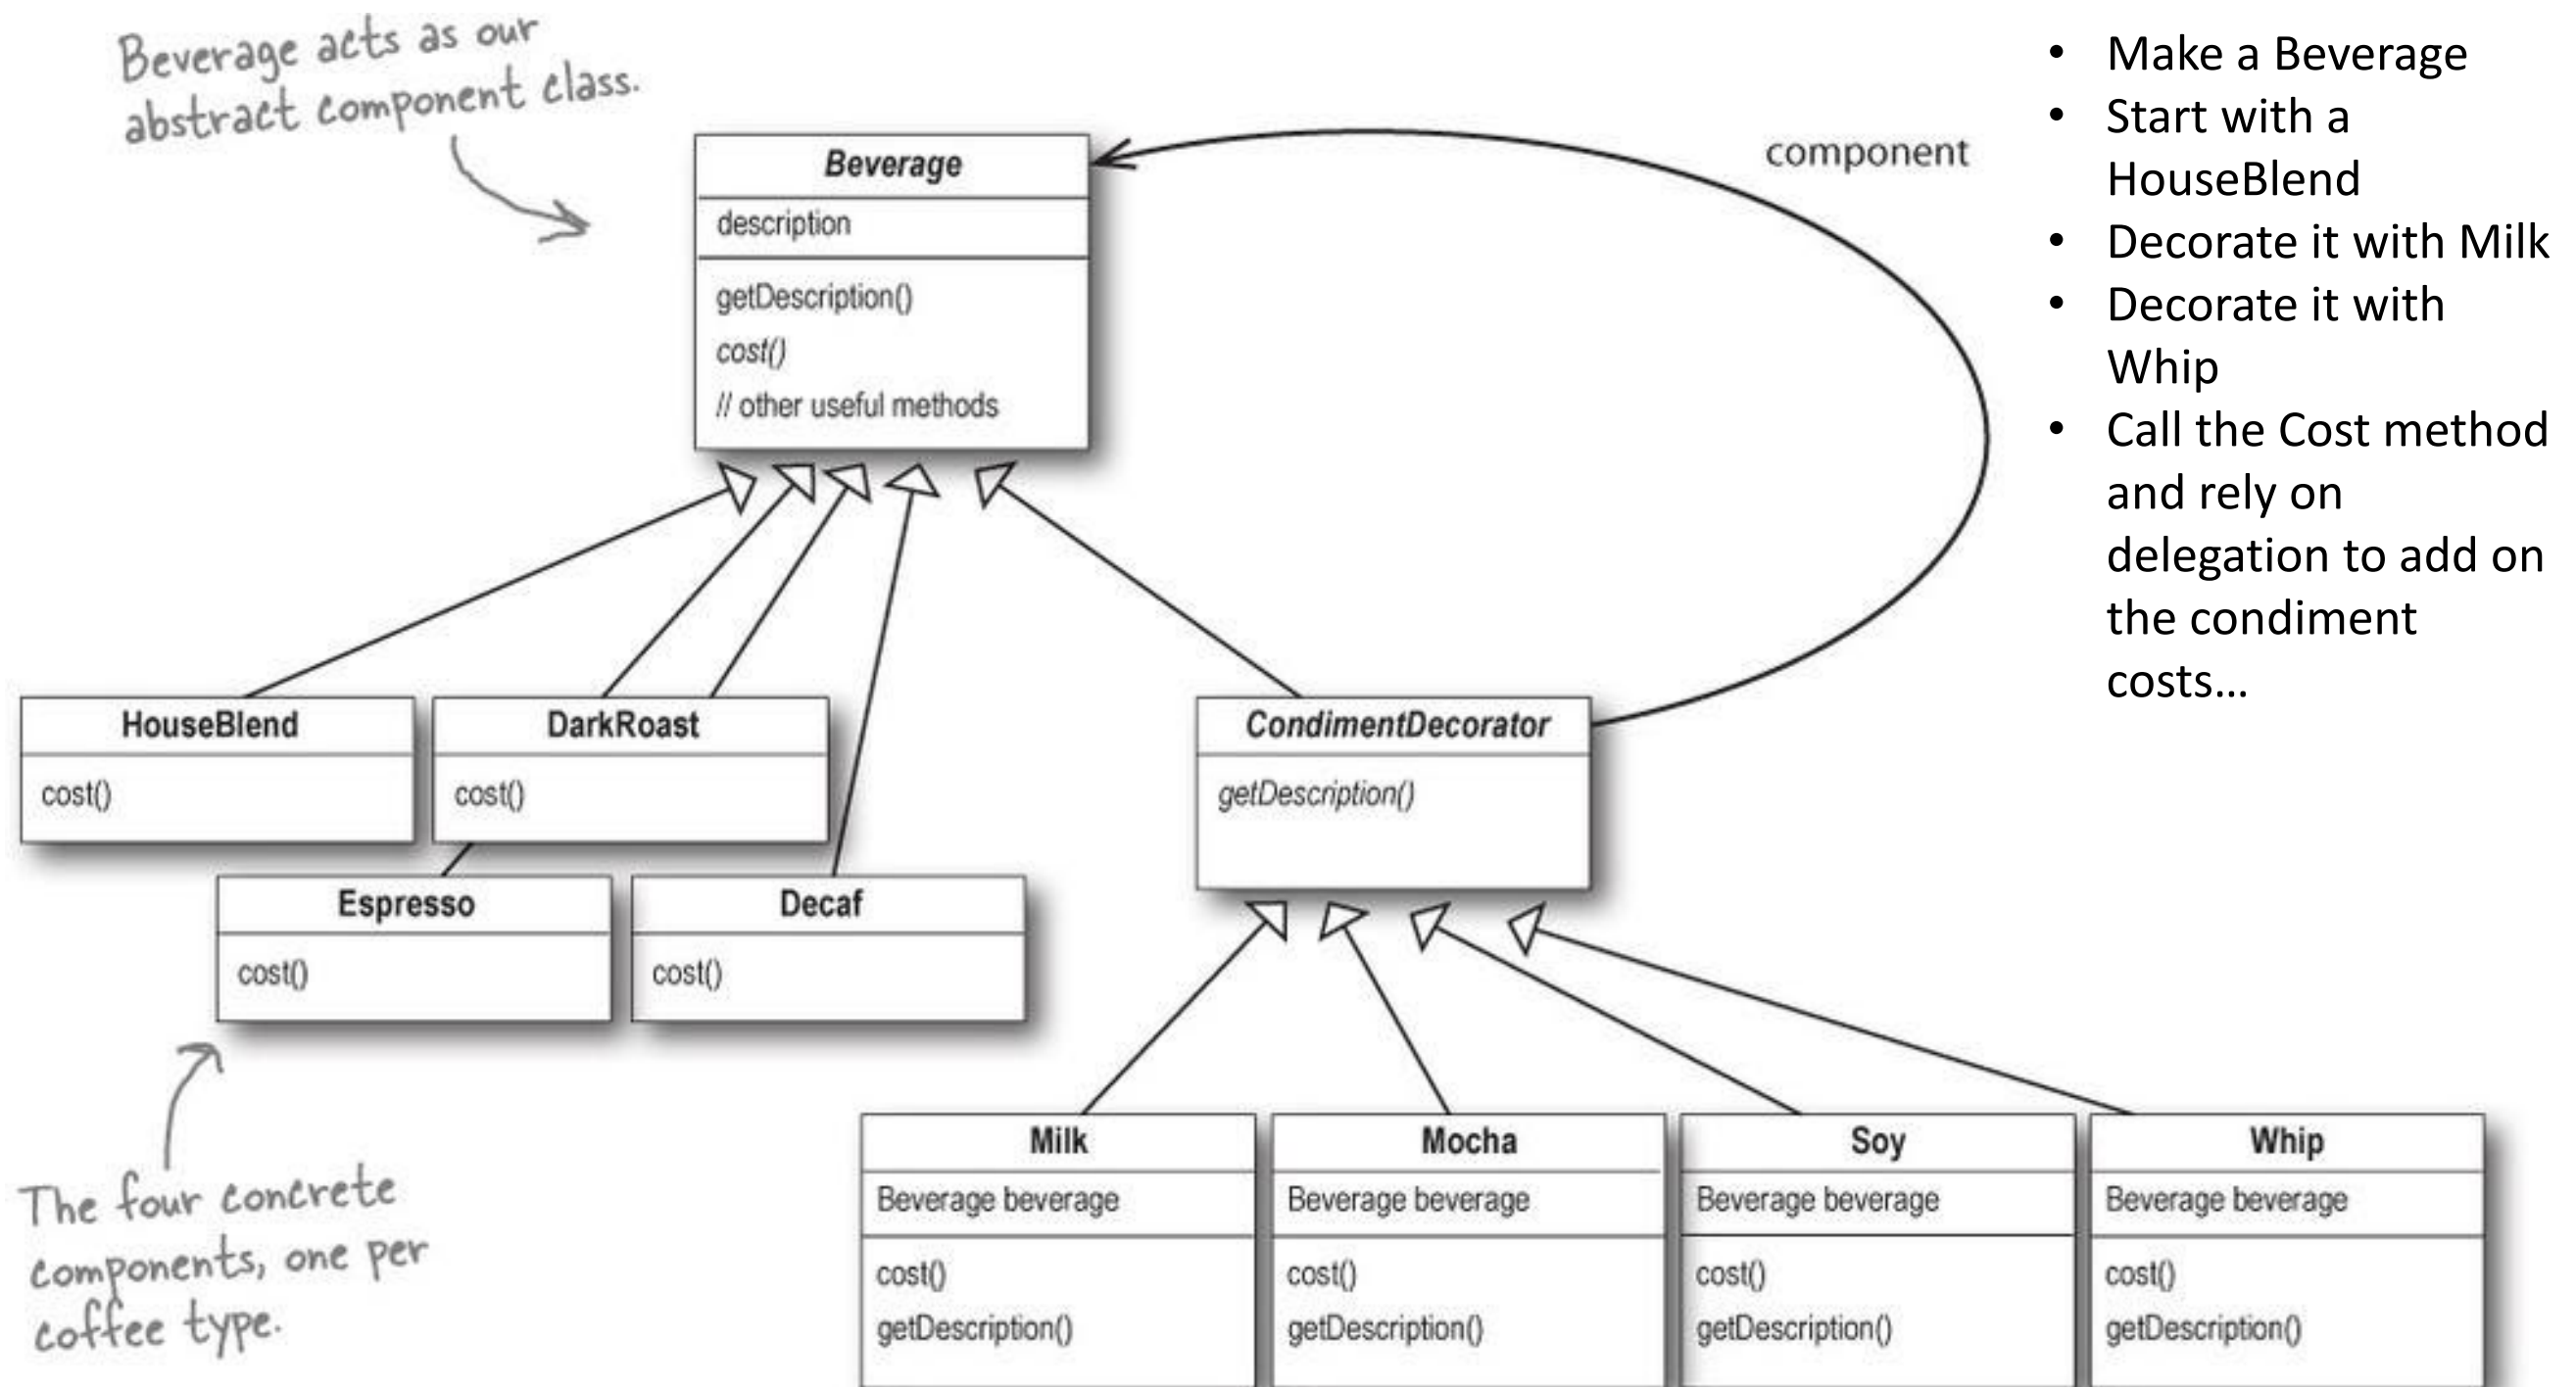 Beverage acts as our
abstract component class.
Beverage
description
getDescription()
cost()
// other useful methods
component
• Make a Beverage
• Start with a
HouseBlend
• Decorate it with Milk
• Decorate it with
Whip
• Call the Cost method
and rely on
delegation to add on
the condiment
costs...
HouseBlend
cost()
DarkRoast
cost()
Espresso
cost()
Decaf
cost()
CondimentDecorator
getDescription()
The four concrete
components, one per
coffee type.
Milk
Beverage beverage
cost()
getDescription()
Mocha
Beverage beverage
cost()
getDescription()
Soy
Beverage beverage
cost()
getDescription()
Whip
Beverage beverage
cost()
getDescription()